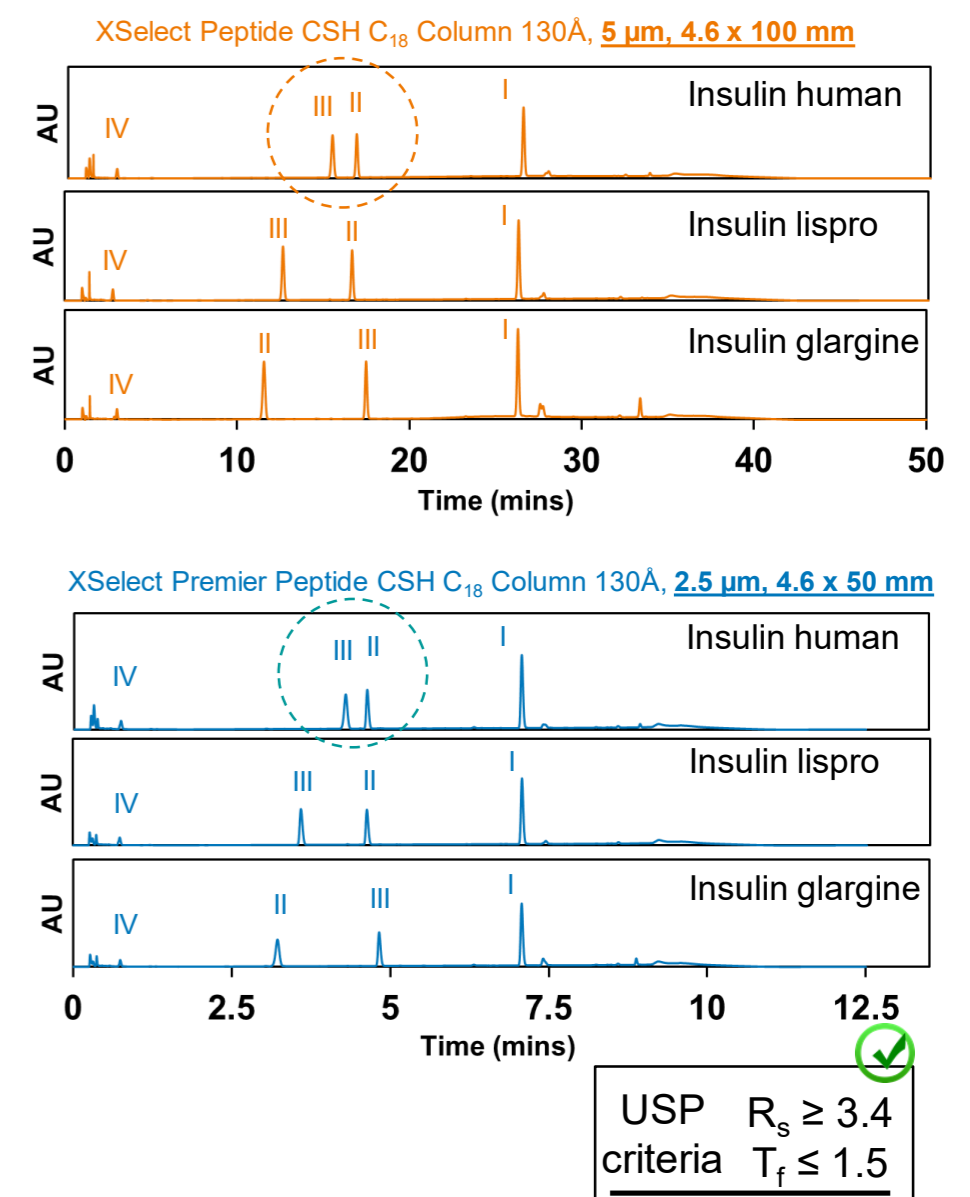 XSelect Peptide CSH C18 Column 130Å, 5 µm, 4.6 x 100 mm
AU
IV
III
II
I
Insulin human
AU
IV
III
II
I
Insulin lispro
AU
IV
II
III
I
Insulin glargine
0 10 20 30 40 50
Time (mins)
XSelect Premier Peptide CSH C18 Column 130Å, 2.5 µm, 4.6 x 50 mm
AU
IV
III
II
I
Insulin human
AU
IV
III
II
I
Insulin lispro
AU
IV
II
III
I
Insulin glargine
0 2.5 5 7.5 10 12.5
Time (mins)
USP Rs ≥ 3.4
criteria Tf ≤ 1.5